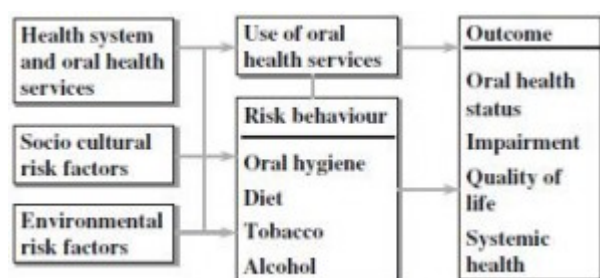 Health system
and oral health
services
Socio cultural
risk factors
Environmental
risk factors
Use of oral
health services
Risk behaviour
Oral hygiene
Diet
Tobacco
Alcohol
Outcome
Oral health
status
Impairment
Quality of
life
Systemic
health